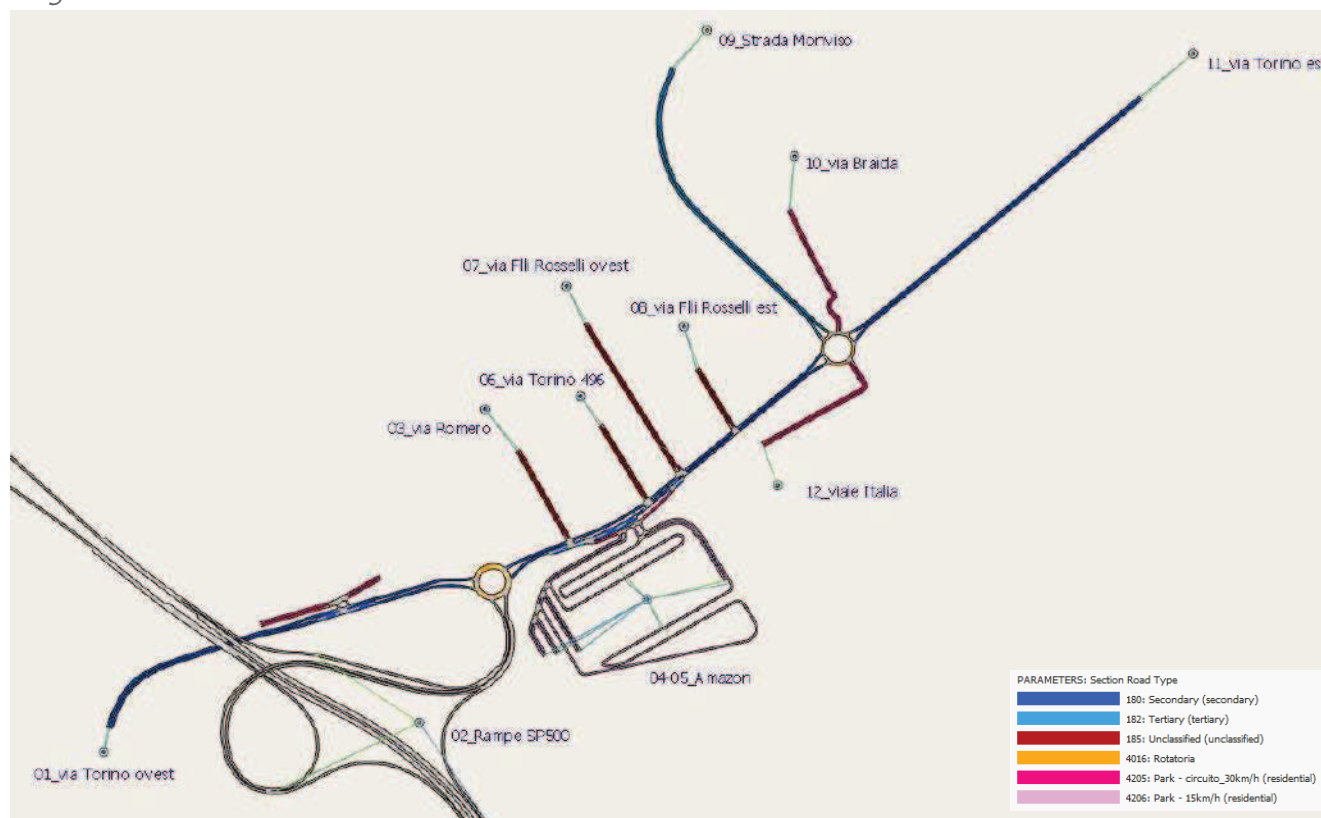 09_Strada Monviso
11_via Torino es
10_via Braida
07_via Flli Rosselli ovest
08_via Flli Rosselli est
06_via Torino 496
03_via Romero
12_viale Italia
04-05_Amazon
02_Rampe SP500
01_via Torino ovest
PARAMETERS: Section Road Type
180: Secondary (secondary)
182: Tertiary (tertiary)
185: Unclassified (unclassified)
4016: Rotatoria
4205: Park - circuito_30km/h (residential)
4206: Park - 15km/h (residential)